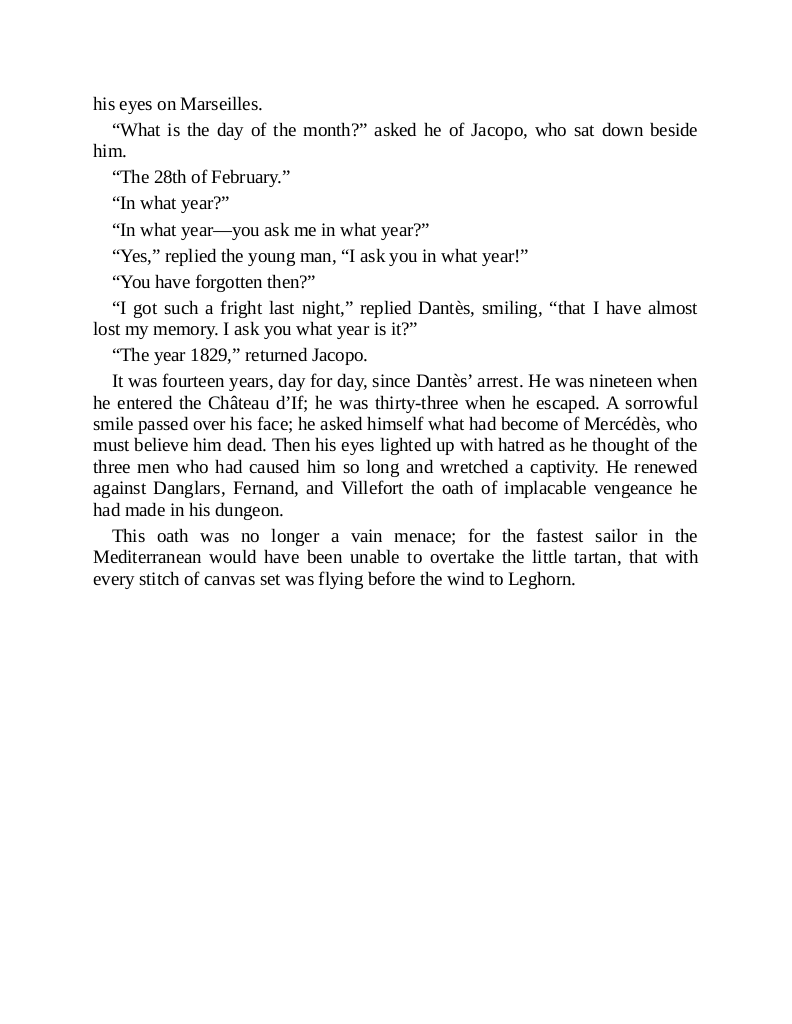 his eyes on Marseilles.
“What is the day of the month?” asked he of Jacopo, who sat down beside
him.
“The 28th of February.”
“In what year?”
“In what year—you ask me in what year?”
“Yes,” replied the young man, “I ask you in what year!”
“You have forgotten then?”
“I got such a fright last night,” replied Dantès, smiling, “that I have almost
lost my memory. I ask you what year is it?”
“The year 1829,” returned Jacopo.
It was fourteen years, day for day, since Dantès’ arrest. He was nineteen when
he entered the Château d’If; he was thirty-three when he escaped. A sorrowful
smile passed over his face; he asked himself what had become of Mercédès, who
must believe him dead. Then his eyes lighted up with hatred as he thought of the
three men who had caused him so long and wretched a captivity. He renewed
against Danglars, Fernand, and Villefort the oath of implacable vengeance he
had made in his dungeon.
This oath was no longer a vain menace; for the fastest sailor in the
Mediterranean would have been unable to overtake the little tartan, that with
every stitch of canvas set was flying before the wind to Leghorn.